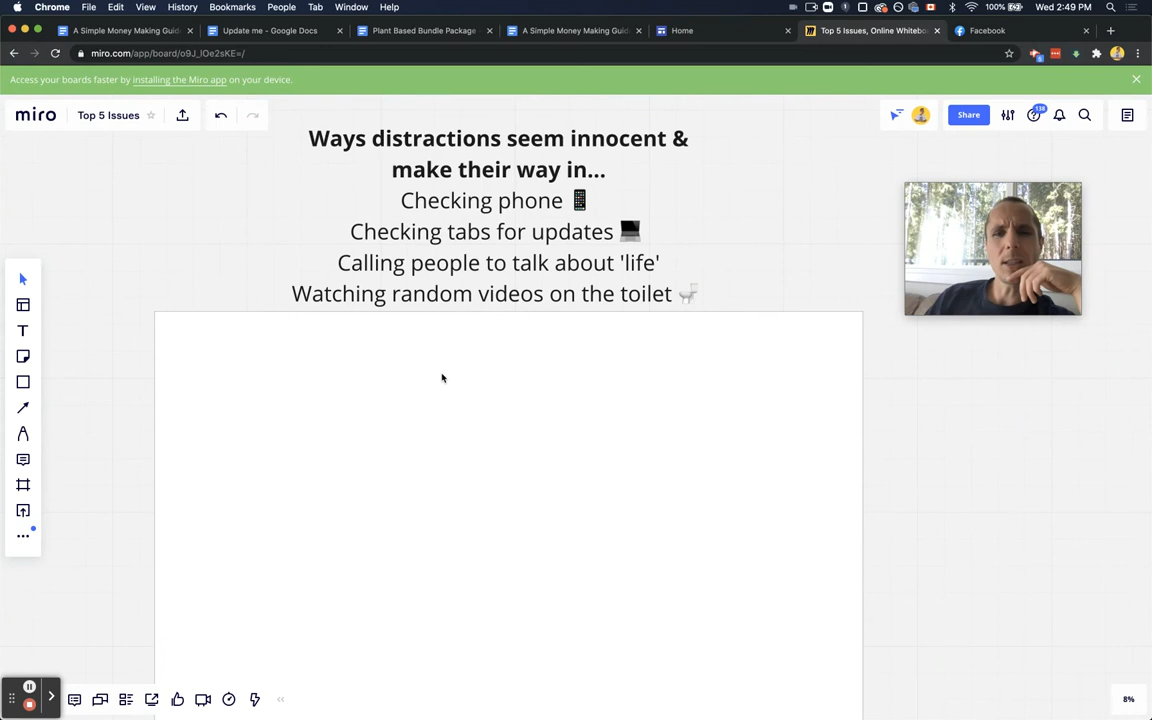 Chrome File Edit View History Bookmarks People Tab Window Help 100% Wed 2:49 PM
A Simple Money Making Guid Update me - Google Docs Plant Based Bundle Package A Simple Money Making Guid Home Top 5 Issues, Online Whitebo Facebook
miro.com/app/board/o9J_lOe2sKE=/
Access your boards faster by installing the Miro app on your device.
miro Top 5 Issues Share 138
Ways distractions seem innocent &
make their way in...
Checking phone 📱
Checking tabs for updates 💻
Calling people to talk about 'life'
Watching random videos on the toilet 🚽
8%